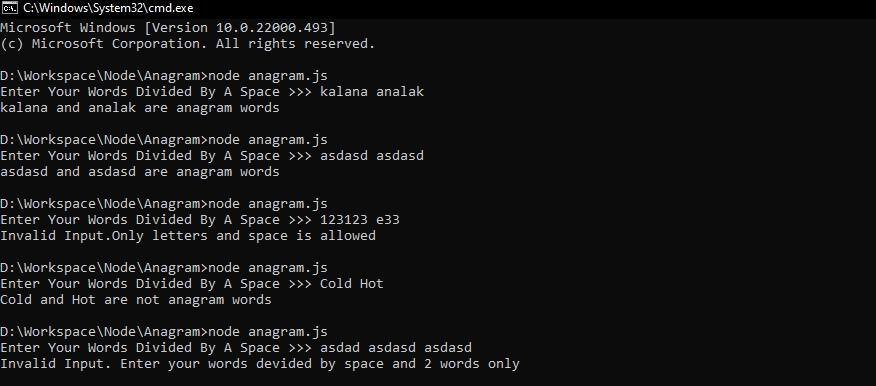 C:\Windows\System32\cmd.exe
Microsoft Windows [Version 10.0.22000.493]
(c) Microsoft Corporation. All rights reserved.
D:\Workspace\Node\Anagram>node anagram.js
Enter Your Words Divided By A Space >>> kalana analak
kalana and analak are anagram words
D:\Workspace\Node\Anagram>node anagram.js
Enter Your Words Divided By A Space >>> asdasd asdasd
asdasd and asdasd are anagram words
D:\Workspace\Node\Anagram>node anagram.js
Enter Your Words Divided By A Space >>> 123123 e33
Invalid Input.Only letters and space is allowed
D:\Workspace\Node\Anagram>node anagram.js
Enter Your Words Divided By A Space >>> Cold Hot
Cold and Hot are not anagram words
D:\Workspace\Node\Anagram>node anagram.js
Enter Your Words Divided By A Space >>> asdad asdasd asdasd
Invalid Input. Enter your words devided by space and 2 words only